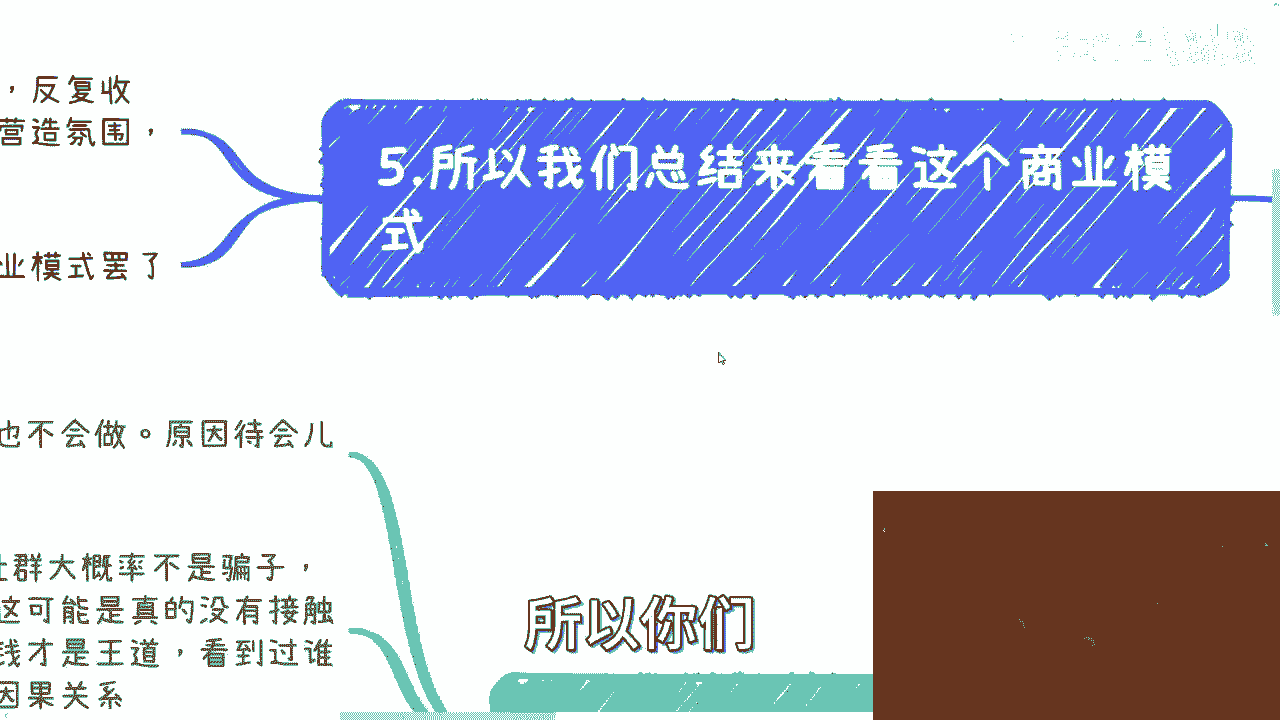 ，反复收
营造氛围，
业模式罢了
5.所以我们总结来看看这个商业模
式
也不会做。原因待会儿
社群大概率不是骗子，
这可能是真的没有接触
钱才是王道，看到过谁
因果关系
所以你们